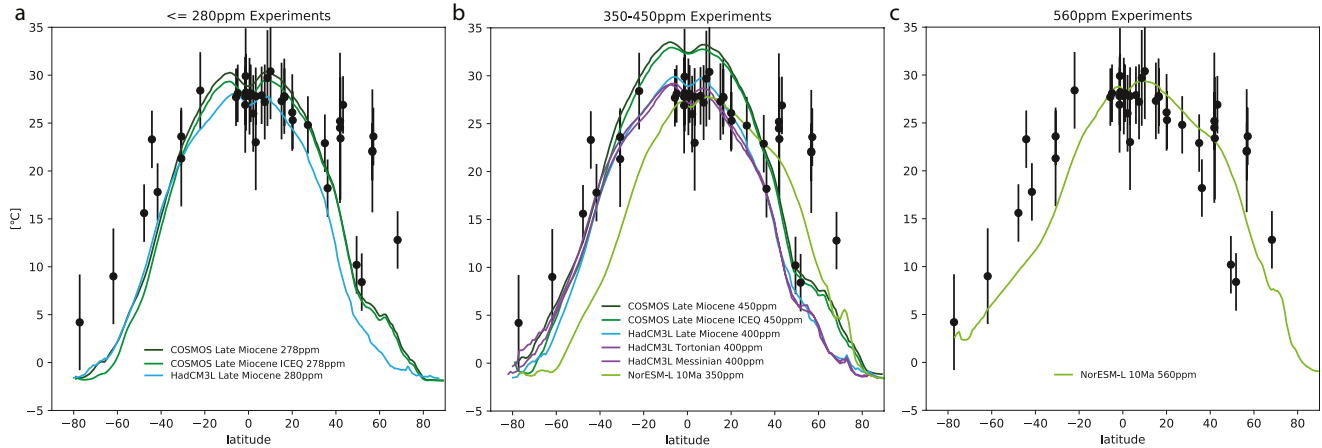 a
<= 280ppm Experiments
[°C]
35
30
25
20
15
10
5
0
−5
COSMOS Late Miocene 278ppm
COSMOS Late Miocene ICEQ 278ppm
HadCM3L Late Miocene 280ppm
−80 −60 −40 −20 0 20 40 60 80
latitude
b
350-450ppm Experiments
35
30
25
20
15
10
5
0
−5
COSMOS Late Miocene 450ppm
COSMOS Late Miocene ICEQ 450ppm
HadCM3L Late Miocene 400ppm
HadCM3L Tortonian 400ppm
HadCM3L Messinian 400ppm
NorESM-L 10Ma 350ppm
−80 −60 −40 −20 0 20 40 60 80
latitude
c
560ppm Experiments
35
30
25
20
15
10
5
0
−5
NorESM-L 10Ma 560ppm
−80 −60 −40 −20 0 20 40 60 80
latitude